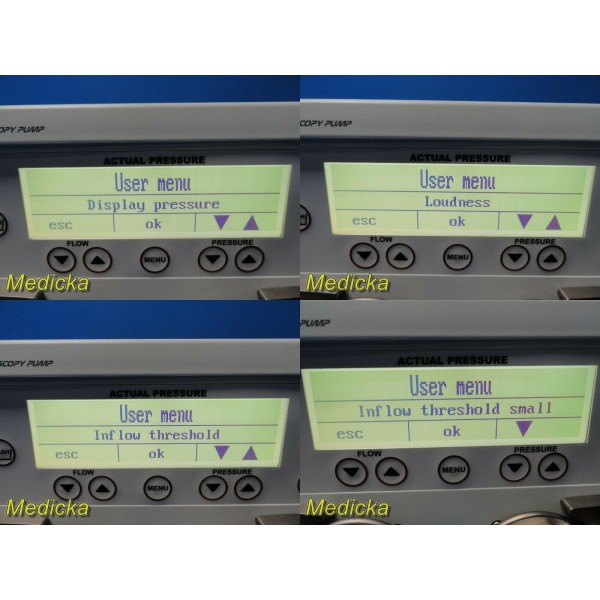 COPY PUMP
ACTUAL PRESSURE
User menu
Display pressure
esc ok
FLOW PRESSURE
MENU
Medicka
COPY PUMP
ACTUAL PRESSURE
User menu
Loudness
esc ok
FLOW PRESSURE
MENU
Medicka
SCOPY PUMP
ACTUAL PRESSURE
User menu
Inflow threshold
esc ok
FLOW PRESSURE
MENU
Medicka
PUMP
ACTUAL PRESSURE
User menu
Inflow threshold small
esc ok
FLOW PRESSURE
MENU
Medicka